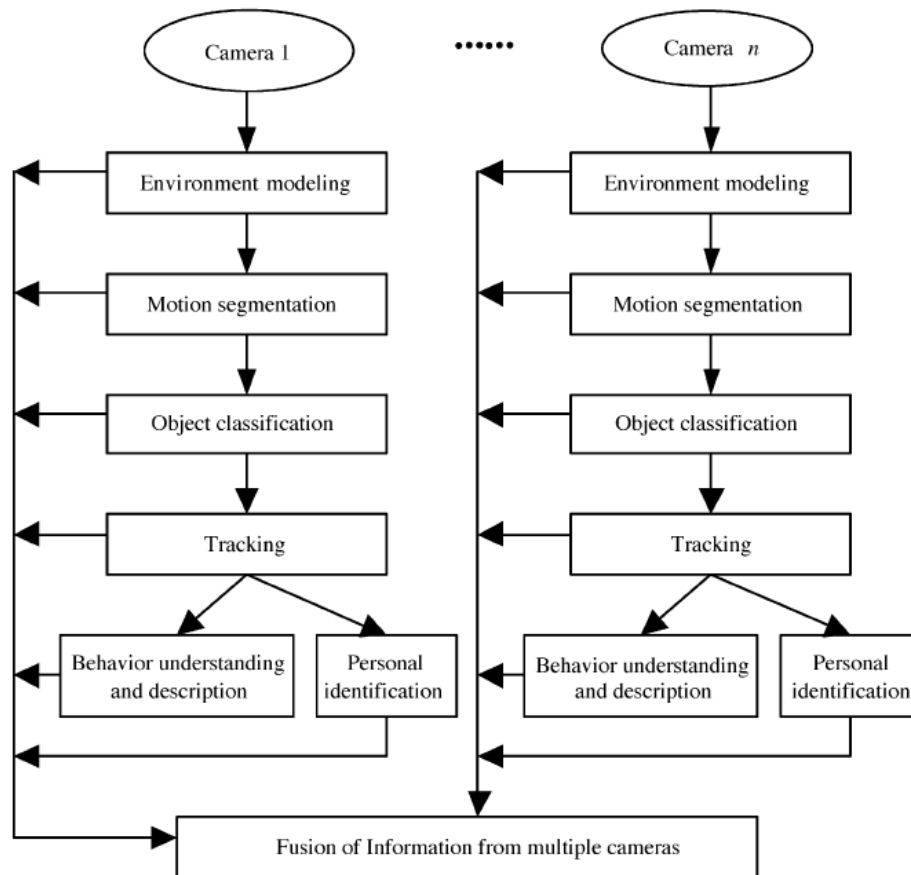 Camera 1
Camera n
Environment modeling
Environment modeling
Motion segmentation
Motion segmentation
Object classification
Object classification
Tracking
Tracking
Behavior understanding
and description
Personal
identification
Behavior understanding
and description
Personal
identification
Fusion of Information from multiple cameras